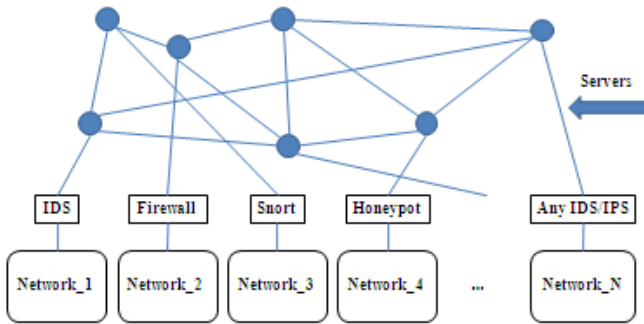 Servers
IDS
Firewall
Snort
Honeypot
Any IDS/IPS
Network_1
Network_2
Network_3
Network_4
...
Network_N